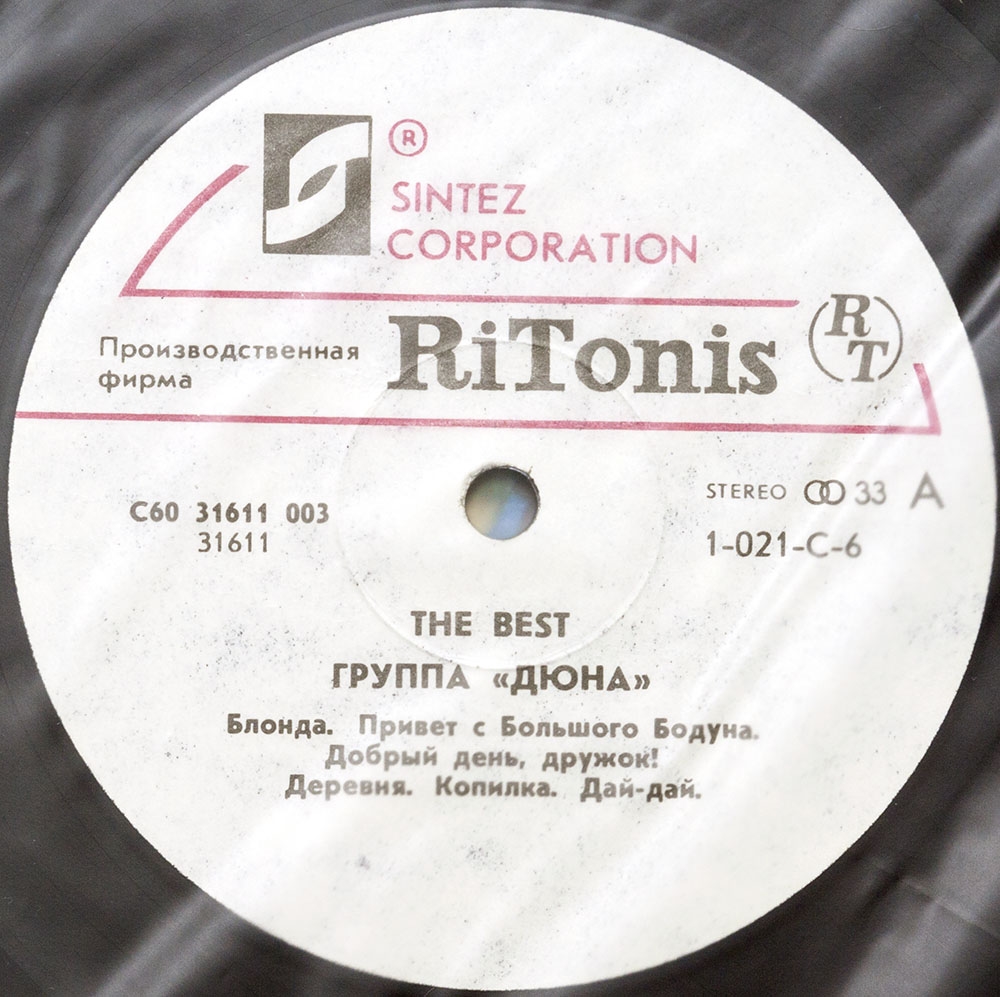 ®
SINTEZ
CORPORATION
Производственная
фирма
RiTonis
RT
С60 31611 003
31611
STEREO 33 А
1-021-С-6
THE BEST
ГРУППА «ДЮНА»
Блонда. Привет с Большого Бодуна.
Добрый день, дружок!
Деревня. Копилка. Дай-дай.